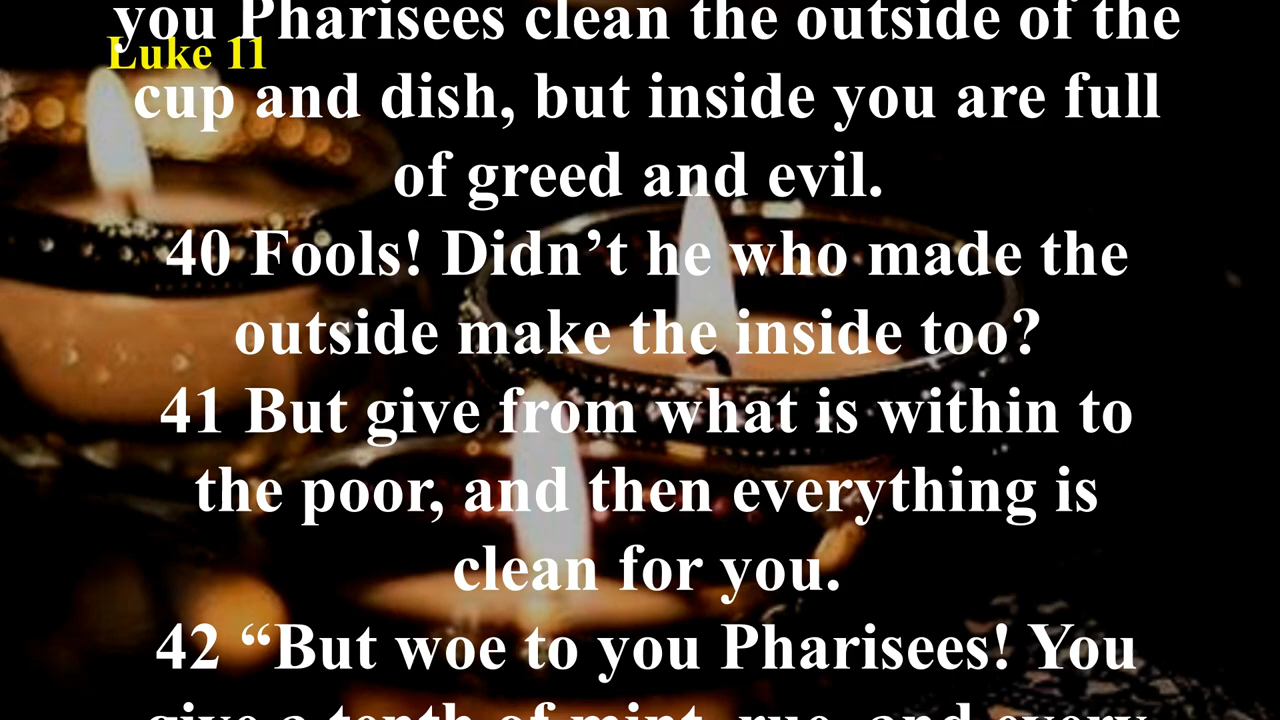 you Pharisees clean the outside of the
Luke 11
cup and dish, but inside you are full
of greed and evil.
40 Fools! Didn’t he who made the
outside make the inside too?
41 But give from what is within to
the poor, and then everything is
clean for you.
42 “But woe to you Pharisees! You
give a tenth of mint, rue, and every